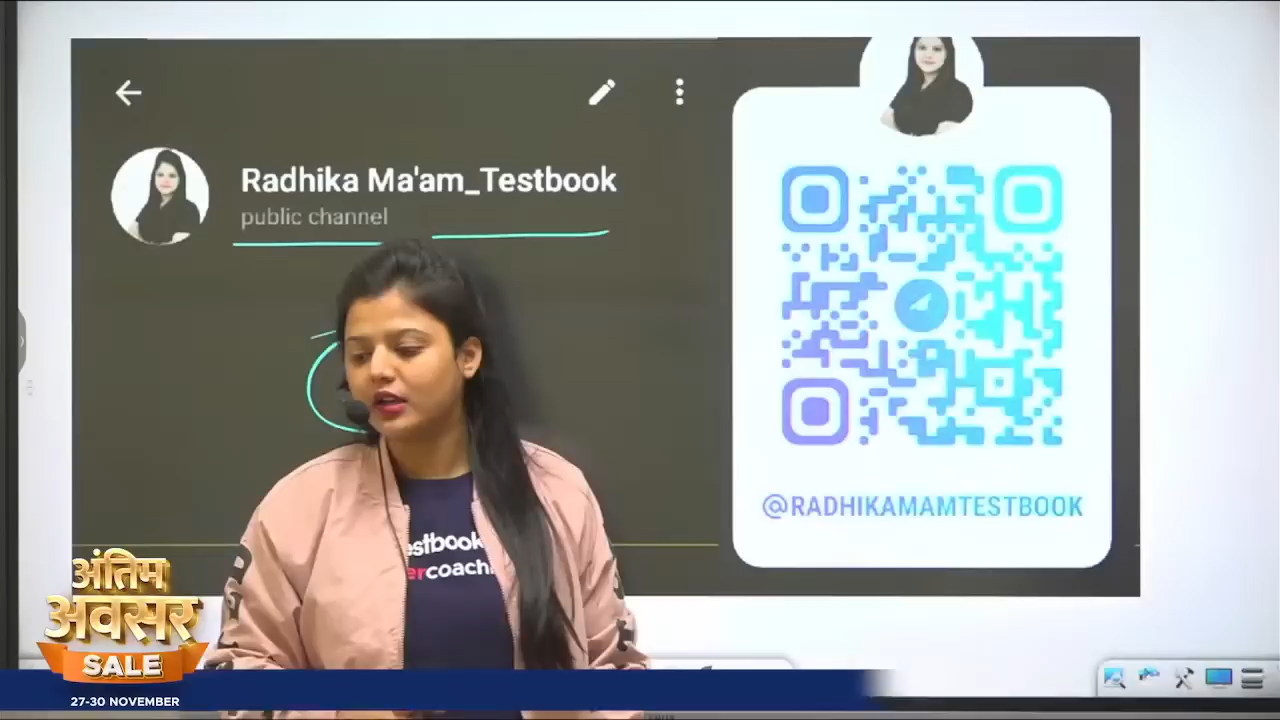 Radhika Ma'am_Testbook
public channel
@RADHIKAMAMTESTBOOK
अंतिम
अवसर
SALE
27-30 NOVEMBER